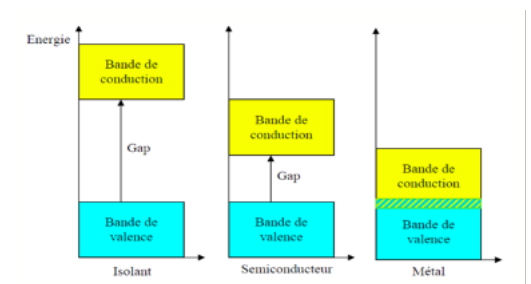 Energie
Bande de
conduction
Gap
Bande de
valence
Isolant
Bande de
conduction
Gap
Bande de
valence
Semiconducteur
Bande de
conduction
Bande de
valence
Métal